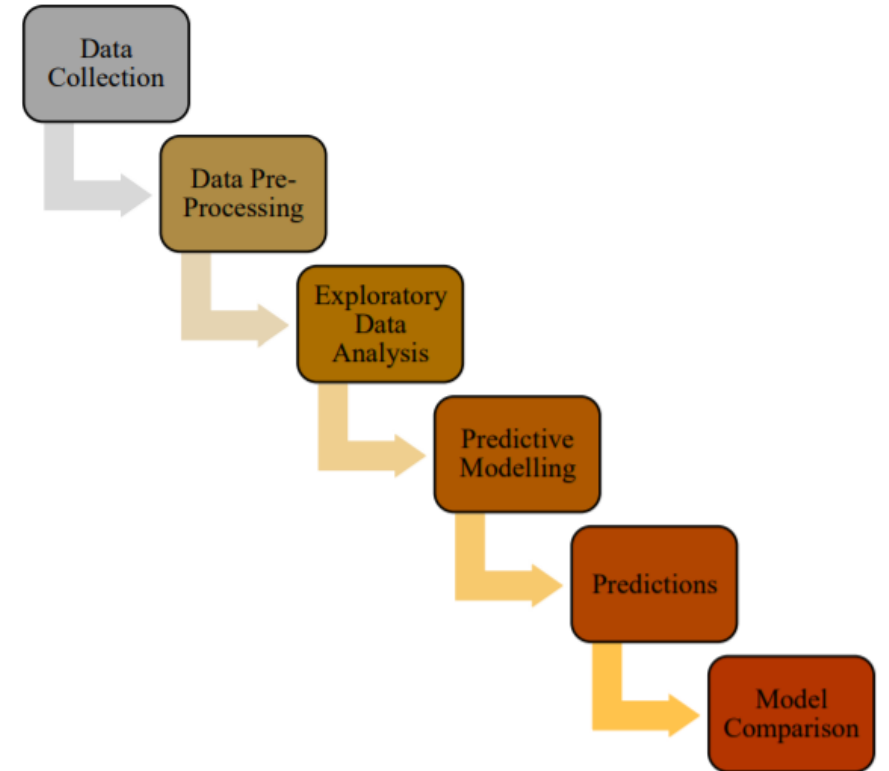 Data
Collection
Data Pre-
Processing
Exploratory
Data
Analysis
Predictive
Modelling
Predictions
Model
Comparison